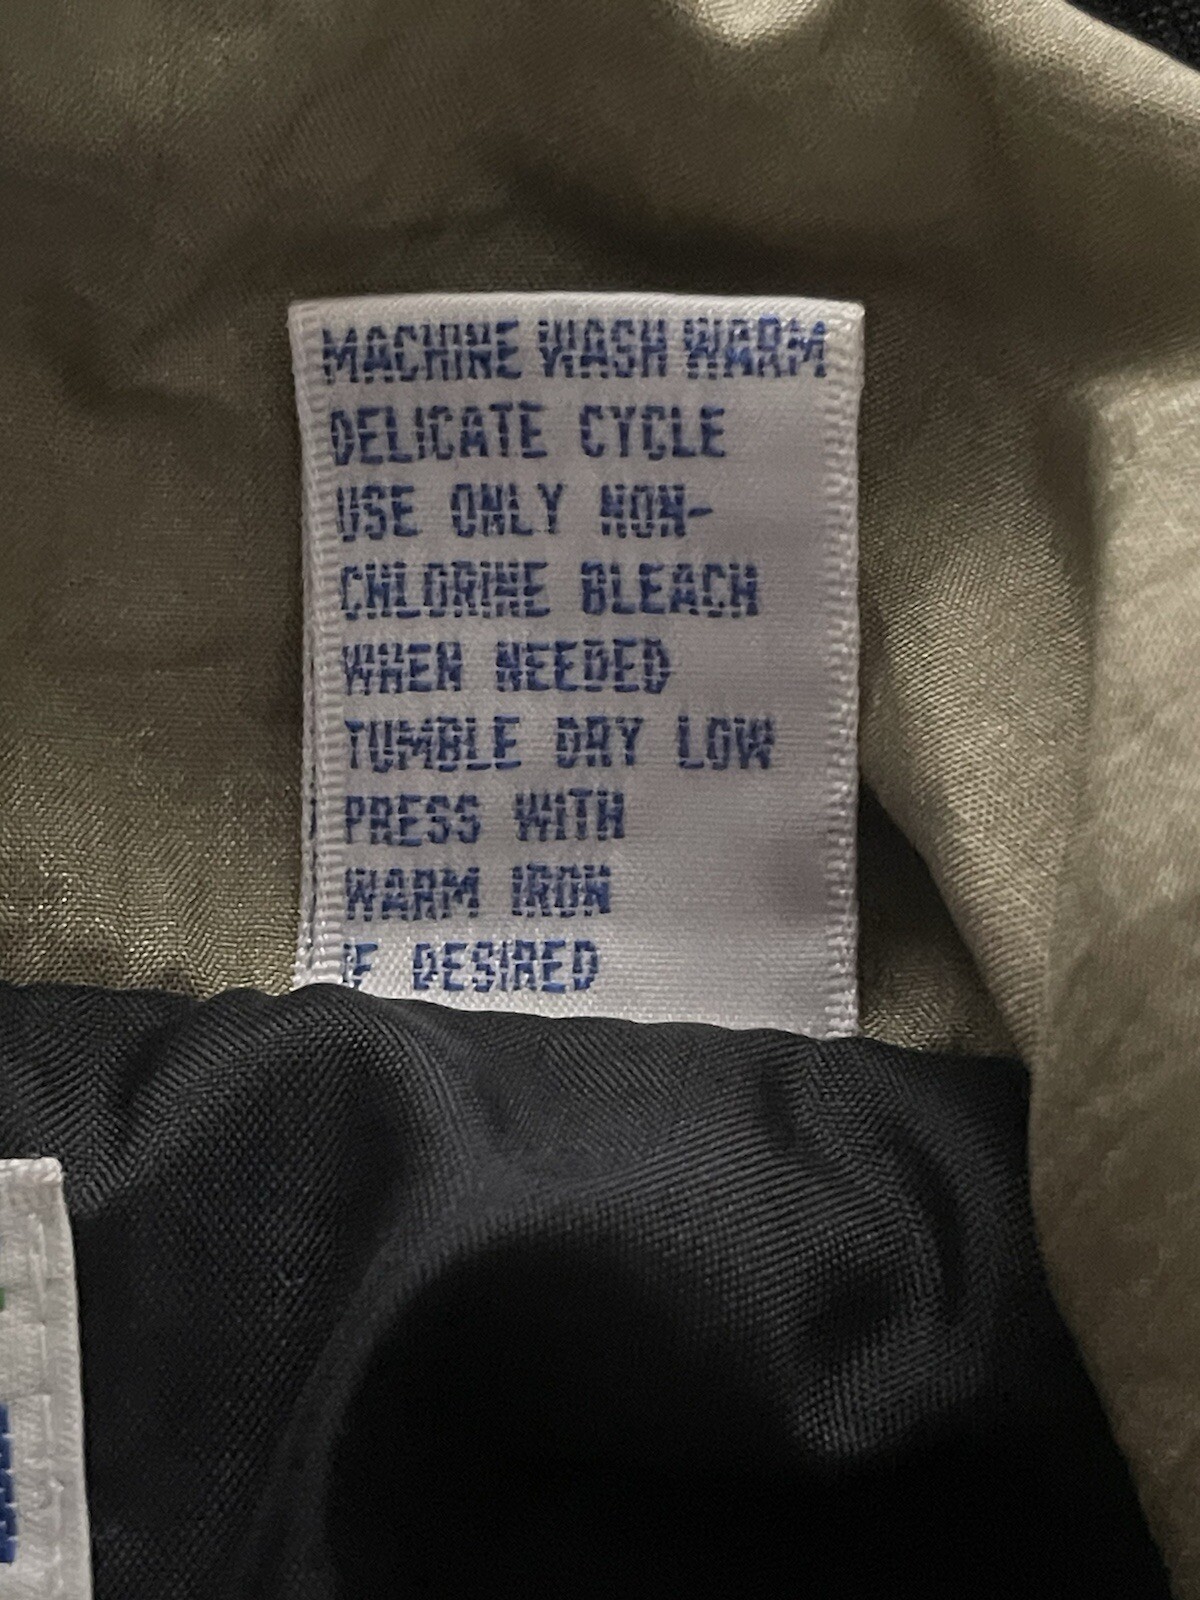 MACHINE WASH WARM
DELICATE CYCLE
USE ONLY NON-
CHLORINE BLEACH
WHEN NEEDED
TUMBLE DRY LOW
PRESS WITH
WARM IRON
IF DESIRED